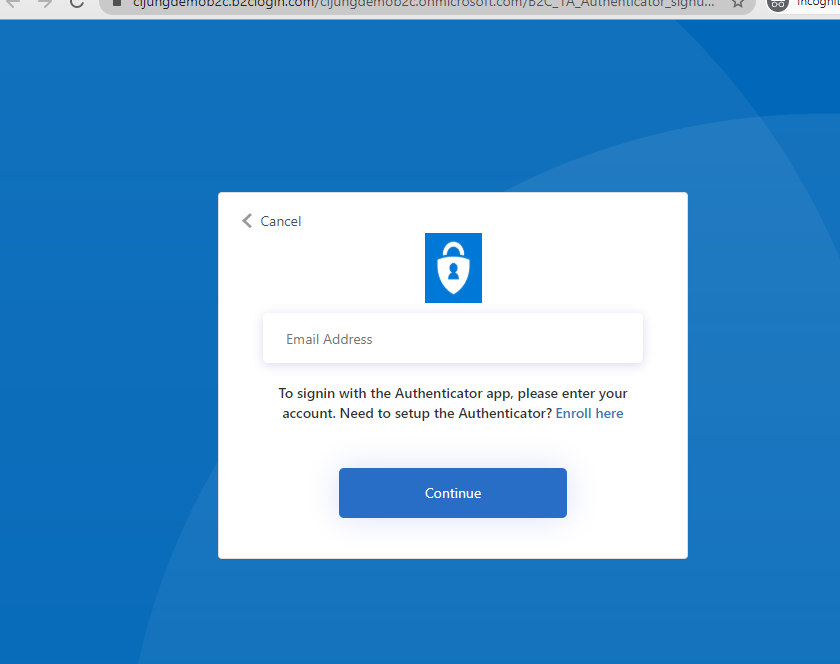 cijungdemob2c.b2clogin.com/cijungdemob2c.onmicrosoft.com/B2C_1A_Authenticator_signu...
Incognit
Cancel
Email Address
To signin with the Authenticator app, please enter your
account. Need to setup the Authenticator? Enroll here
Continue